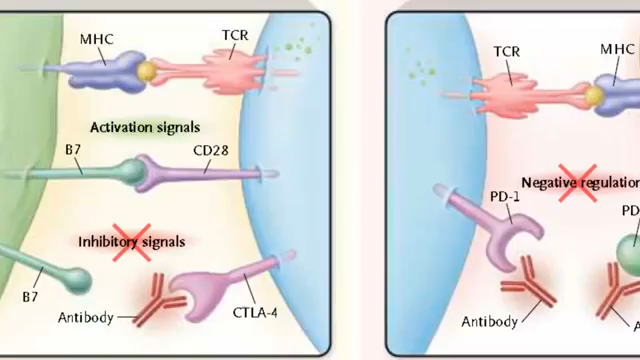 MHC
TCR
Activation signals
B7
CD28
Inhibitory signals
B7
Antibody
CTLA-4
TCR
MHC
Negative regulation
PD-1
PD
Antibody
A